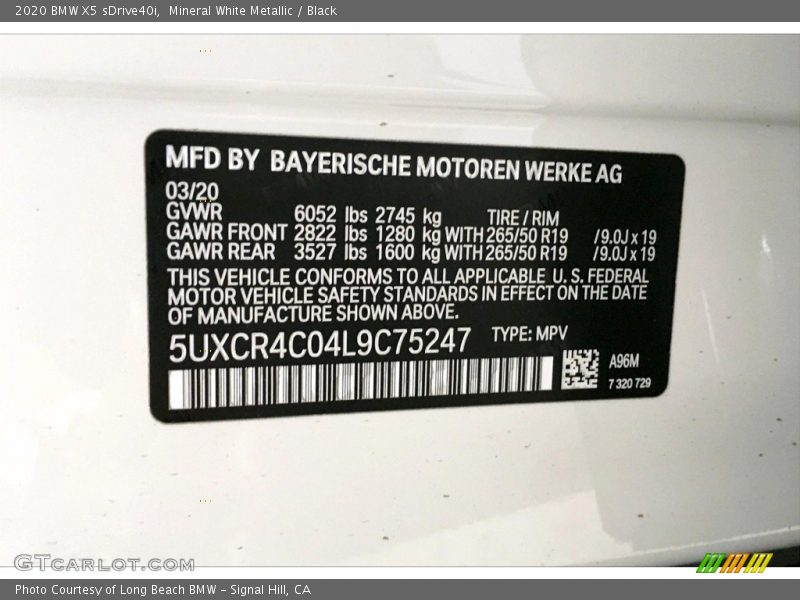 2020 BMW X5 sDrive40i, Mineral White Metallic / Black
MFD BY BAYERISCHE MOTOREN WERKE AG
03/20
GVWR 6052 lbs 2745 kg TIRE / RIM
GAWR FRONT 2822 lbs 1280 kg WITH 265/50 R19 /9.0J x 19
GAWR REAR 3527 lbs 1600 kg WITH 265/50 R19 /9.0J x 19
THIS VEHICLE CONFORMS TO ALL APPLICABLE U. S. FEDERAL
MOTOR VEHICLE SAFETY STANDARDS IN EFFECT ON THE DATE
OF MANUFACTURE SHOWN ABOVE.
5UXCR4C04L9C75247 TYPE: MPV
A96M
7 320 729
GTCARLOT.COM
Photo Courtesy of Long Beach BMW - Signal Hill, CA